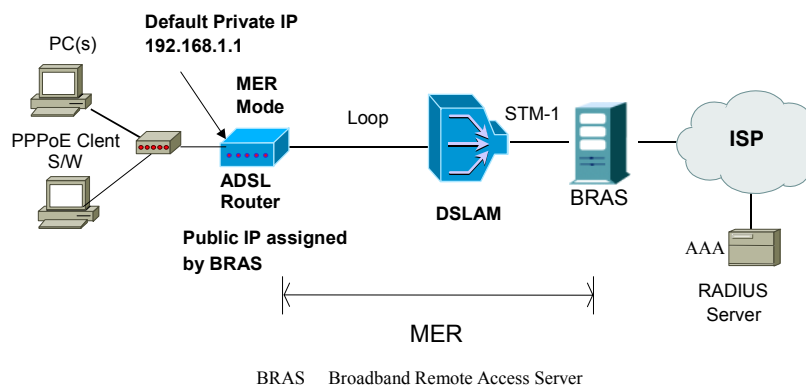 Default Private IP
192.168.1.1
PC(s)
MER
Mode
Loop
STM-1
ISP
PPPoE Clent
S/W
ADSL
Router
DSLAM
BRAS
Public IP assigned
by BRAS
AAA
RADIUS
Server
MER
BRAS Broadband Remote Access Server